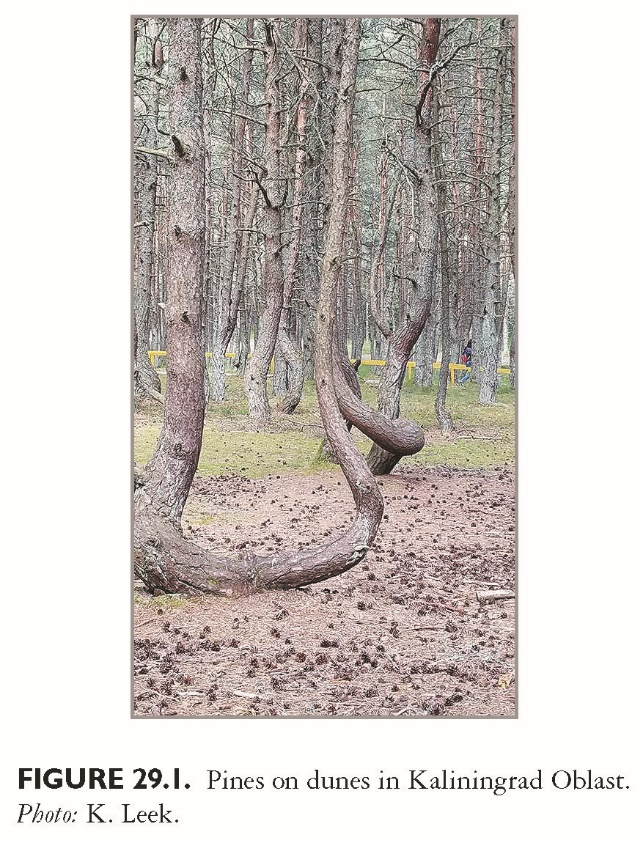 FIGURE 29.1. Pines on dunes in Kaliningrad Oblast.
Photo: K. Leek.